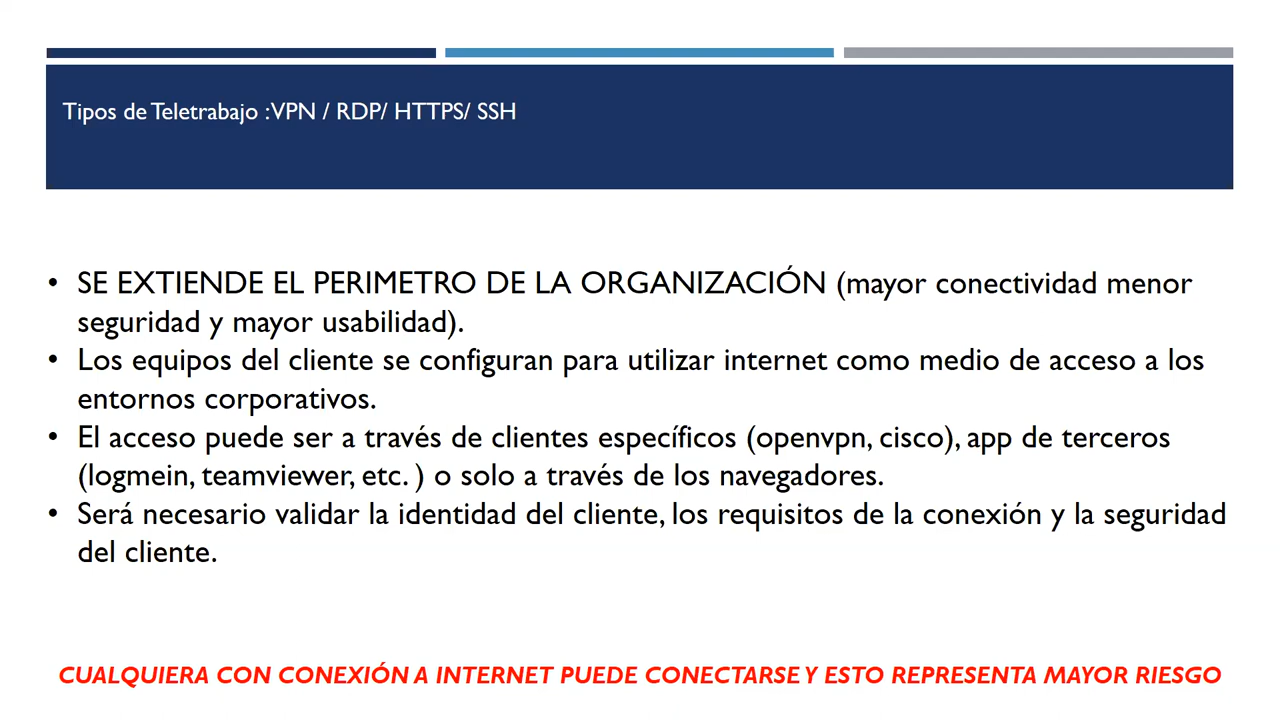 Tipos de Teletrabajo : VPN / RDP/ HTTPS/ SSH
• SE EXTIENDE EL PERIMETRO DE LA ORGANIZACIÓN (mayor conectividad menor
seguridad y mayor usabilidad).
• Los equipos del cliente se configuran para utilizar internet como medio de acceso a los
entornos corporativos.
• El acceso puede ser a través de clientes específicos (openvpn, cisco), app de terceros
(logmein, teamviewer, etc. ) o solo a través de los navegadores.
• Será necesario validar la identidad del cliente, los requisitos de la conexión y la seguridad
del cliente.
CUALQUIERA CON CONEXIÓN A INTERNET PUEDE CONECTARSE Y ESTO REPRESENTA MAYOR RIESGO